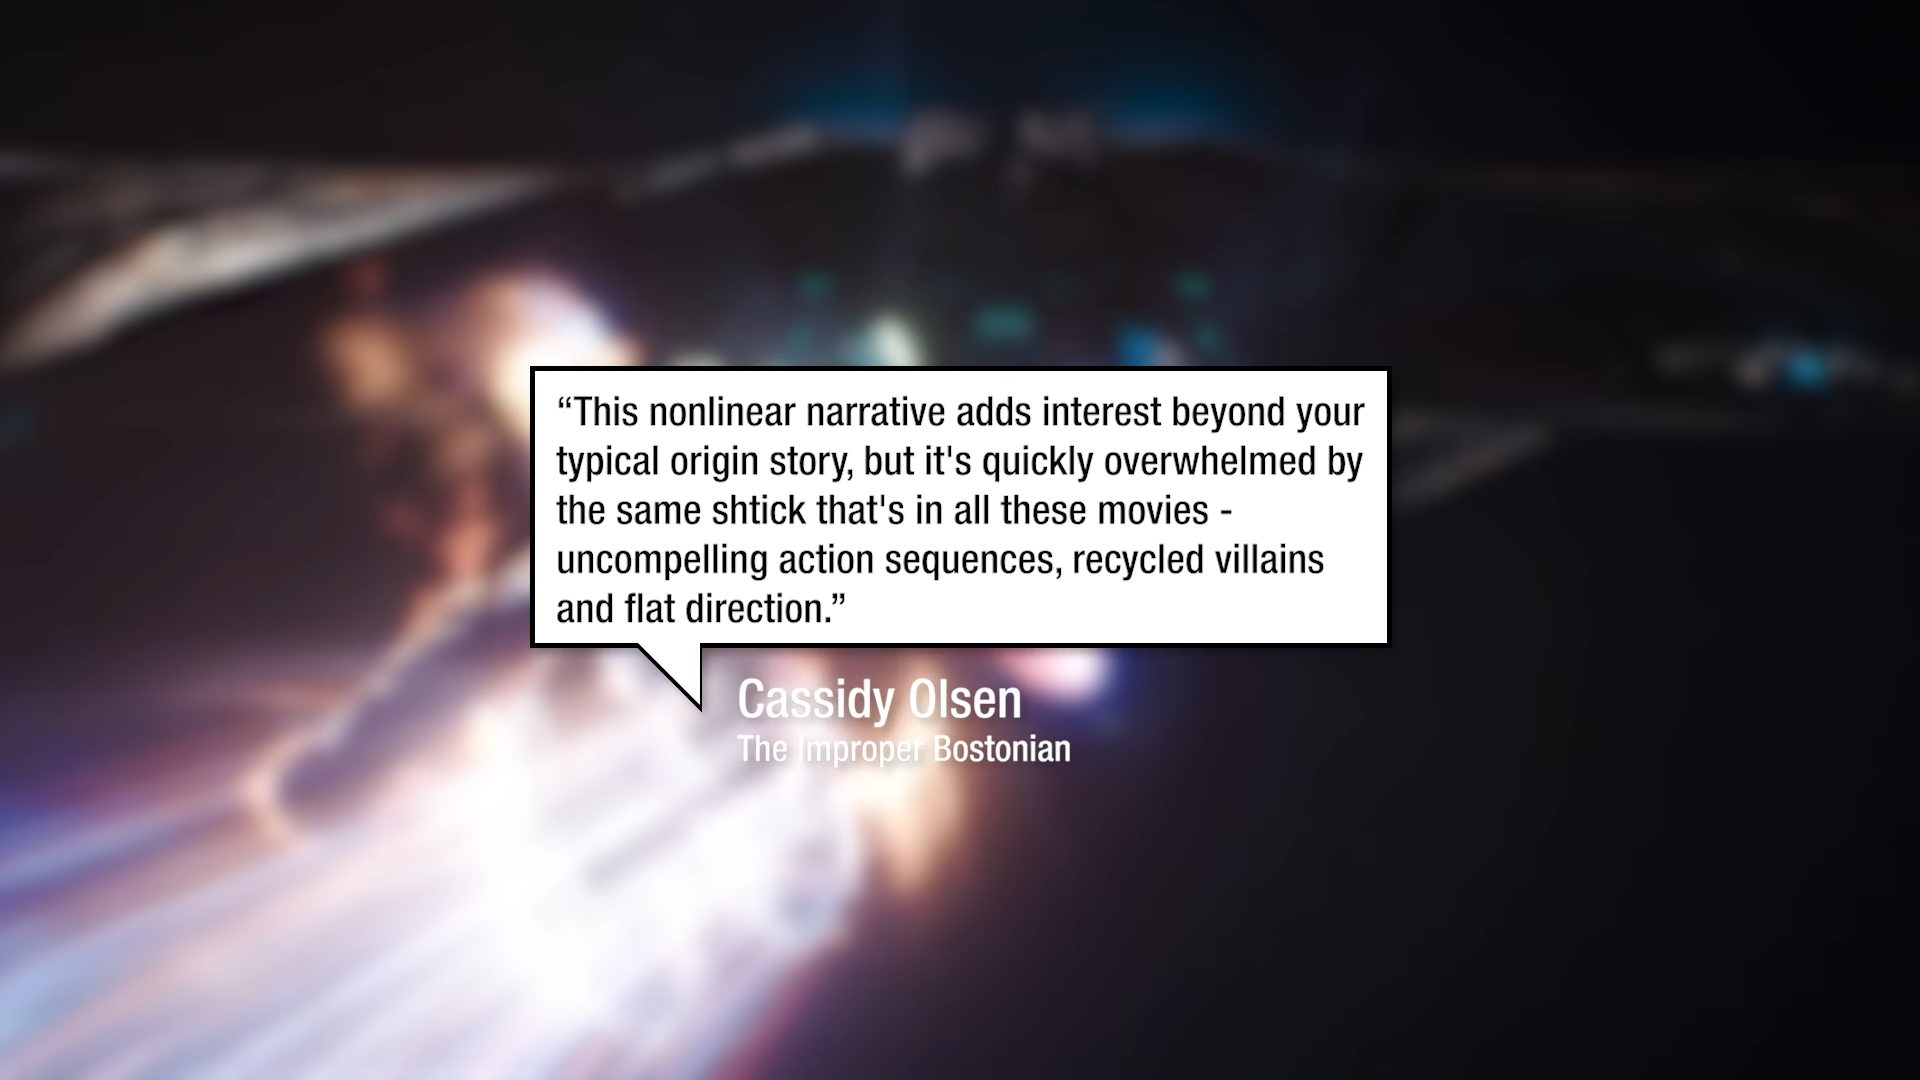 “This nonlinear narrative adds interest beyond your
typical origin story, but it's quickly overwhelmed by
the same shtick that's in all these movies -
uncompelling action sequences, recycled villains
and flat direction.”
Cassidy Olsen
The Improper Bostonian